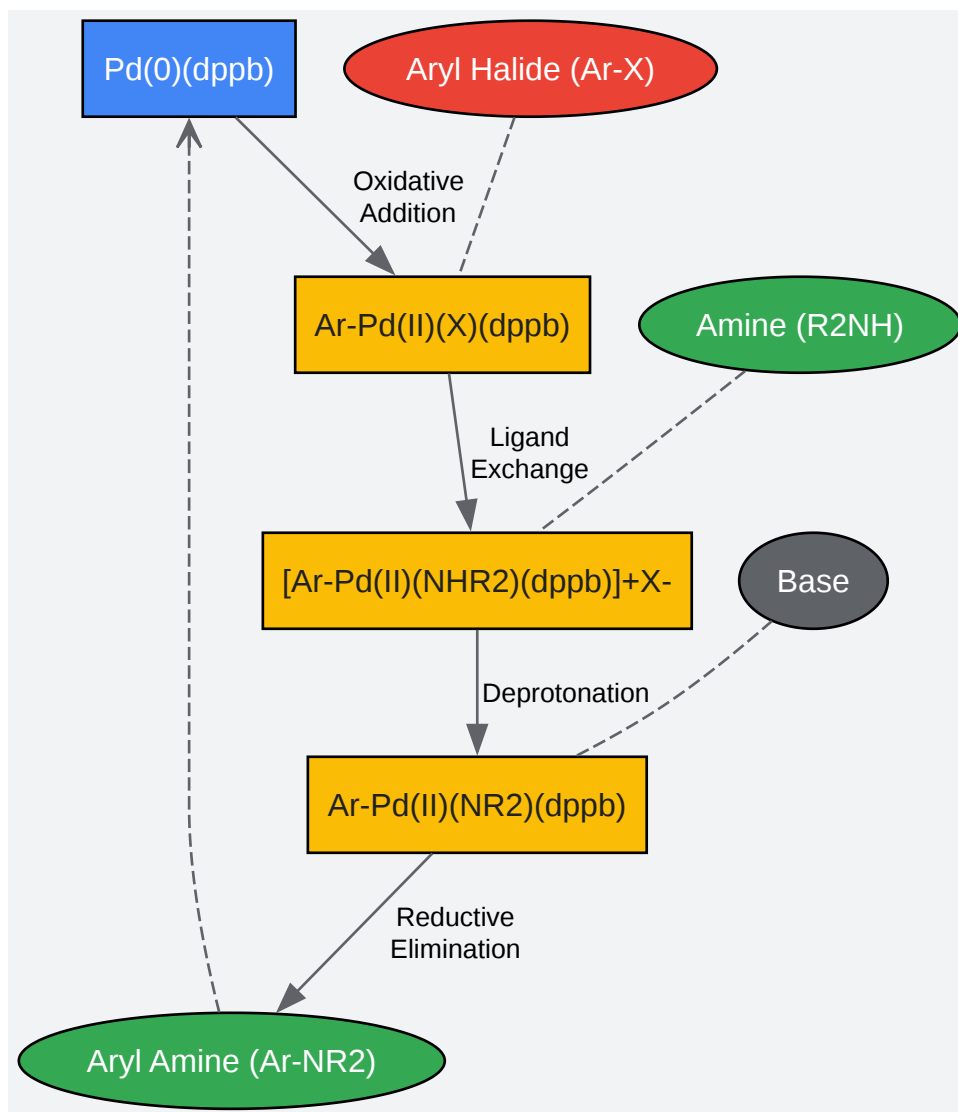 Pd(0)(dppb)
Aryl Halide (Ar-X)
Oxidative
Addition
Ar-Pd(II)(X)(dppb)
Amine (R2NH)
Ligand
Exchange
[Ar-Pd(II)(NHR2)(dppb)]+X-
Base
Deprotonation
Ar-Pd(II)(NR2)(dppb)
Reductive
Elimination
Aryl Amine (Ar-NR2)